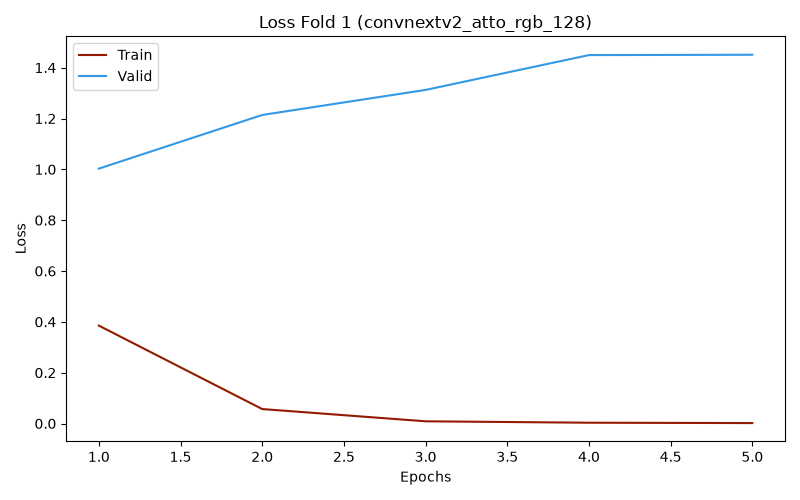 Loss Fold 1 (convnextv2_atto_rgb_128)
Train
Valid
1.4
1.2
1.0
0.8
0.6
0.4
0.2
0.0
Loss
1.0 1.5 2.0 2.5 3.0 3.5 4.0 4.5 5.0
Epochs